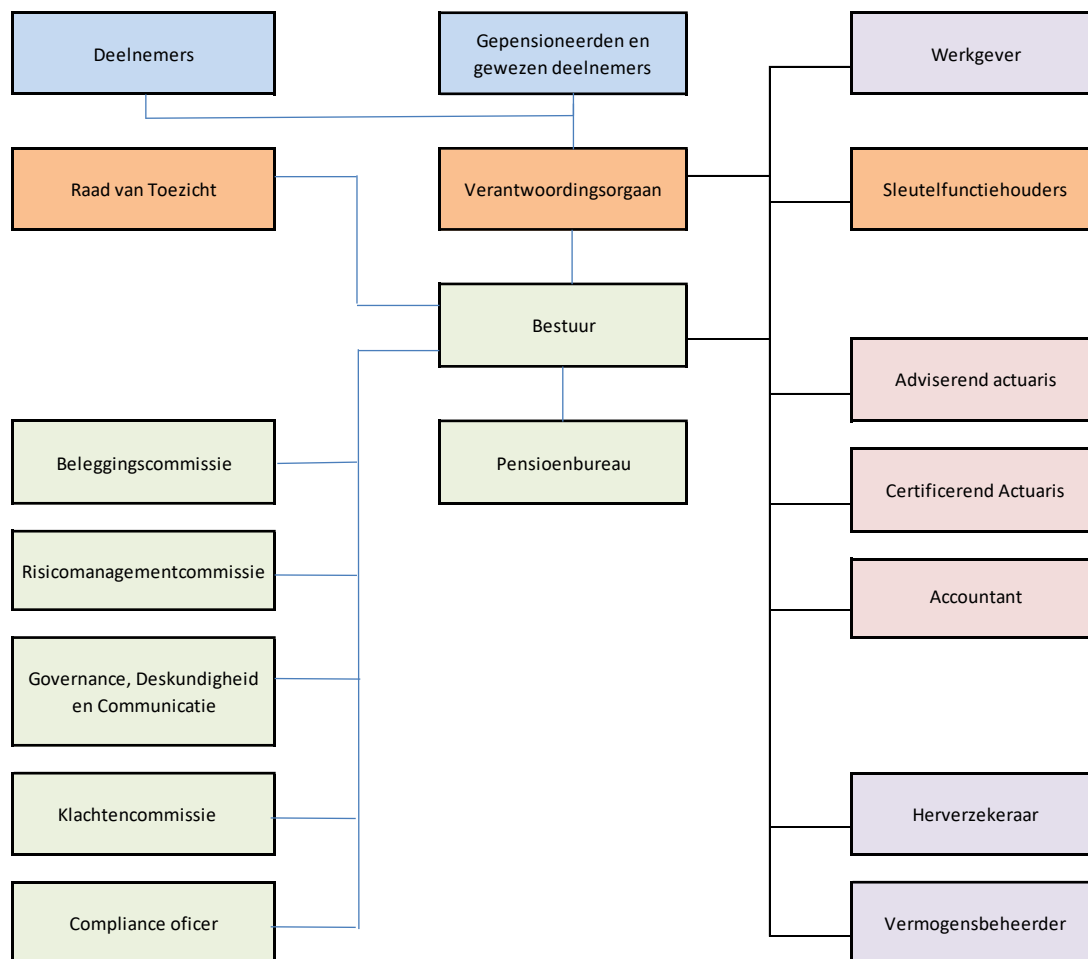 Deelnemers
Gepensioneerden en
gewezen deelnemers
Werkgever
Raad van Toezicht
Verantwoordingsorgaan
Sleutelfunctiehouders
Bestuur
Adviserend actuaris
Beleggingscommissie
Pensioenbureau
Certificerend Actuaris
Risicomanagementcommissie
Accountant
Governance, Deskundigheid
en Communicatie
Klachtencommissie
Herverzekeraar
Compliance oficer
Vermogensbeheerder